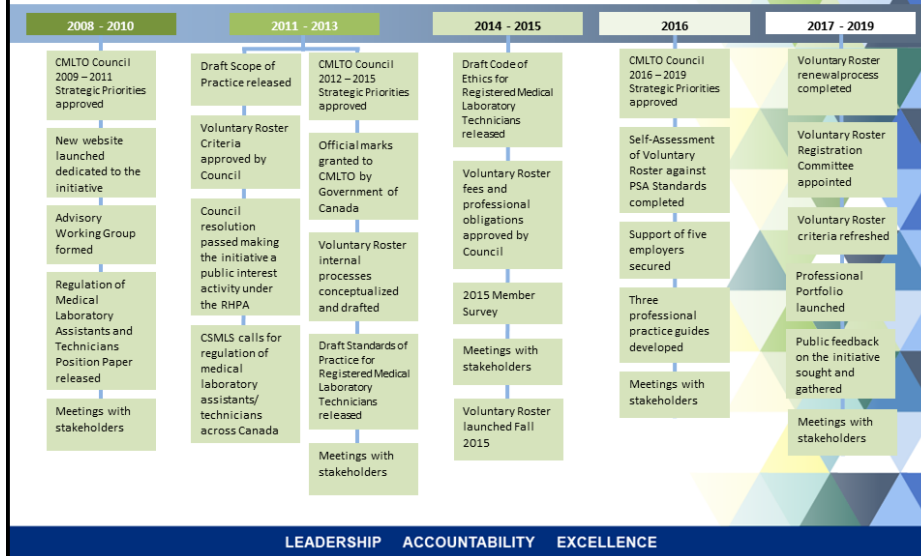 2008 - 2010
2011 - 2013
2014 - 2015
2016
2017 - 2019
CMLTO Council
2009 – 2011
Strategic Priorities
approved
New website
launched
dedicated to the
initiative
Advisory
Working Group
formed
Regulation of
Medical
Laboratory
Assistants and
Technicians
Position Paper
released
Meetings with
stakeholders
Draft Scope of
Practice released
Voluntary Roster
Criteria
approved by
Council
Council
resolution
passed making
the initiative a
public interest
activity under
the RHPA
CSMLS calls for
regulation of
medical
laboratory
assistants/
technicians
across Canada
CMLTO Council
2012 – 2015
Strategic Priorities
approved
Official marks
granted to
CMLTO by
Government of
Canada
Voluntary Roster
internal
processes
conceptualized
and drafted
Draft Standards of
Practice for
Registered Medical
Laboratory
Technicians
released
Meetings with
stakeholders
Draft Code of
Ethics for
Registered Medical
Laboratory
Technicians
released
Voluntary Roster
fees and
professional
obligations
approved by
Council
2015 Member
Survey
Meetings with
stakeholders
Voluntary Roster
launched Fall
2015
CMLTO Council
2016 – 2019
Strategic Priorities
approved
Self-Assessment
of Voluntary
Roster against
PSA Standards
completed
Support of five
employers
secured
Three
professional
practice guides
developed
Meetings with
stakeholders
Voluntary Roster
renewalprocess
completed
Voluntary Roster
Registration
Committee
appointed
Voluntary Roster
criteria refreshed
Professional
Portfolio
launched
Public feedback
on the initiative
sought and
gathered
Meetings with
stakeholders
LEADERSHIP ACCOUNTABILITY EXCELLENCE